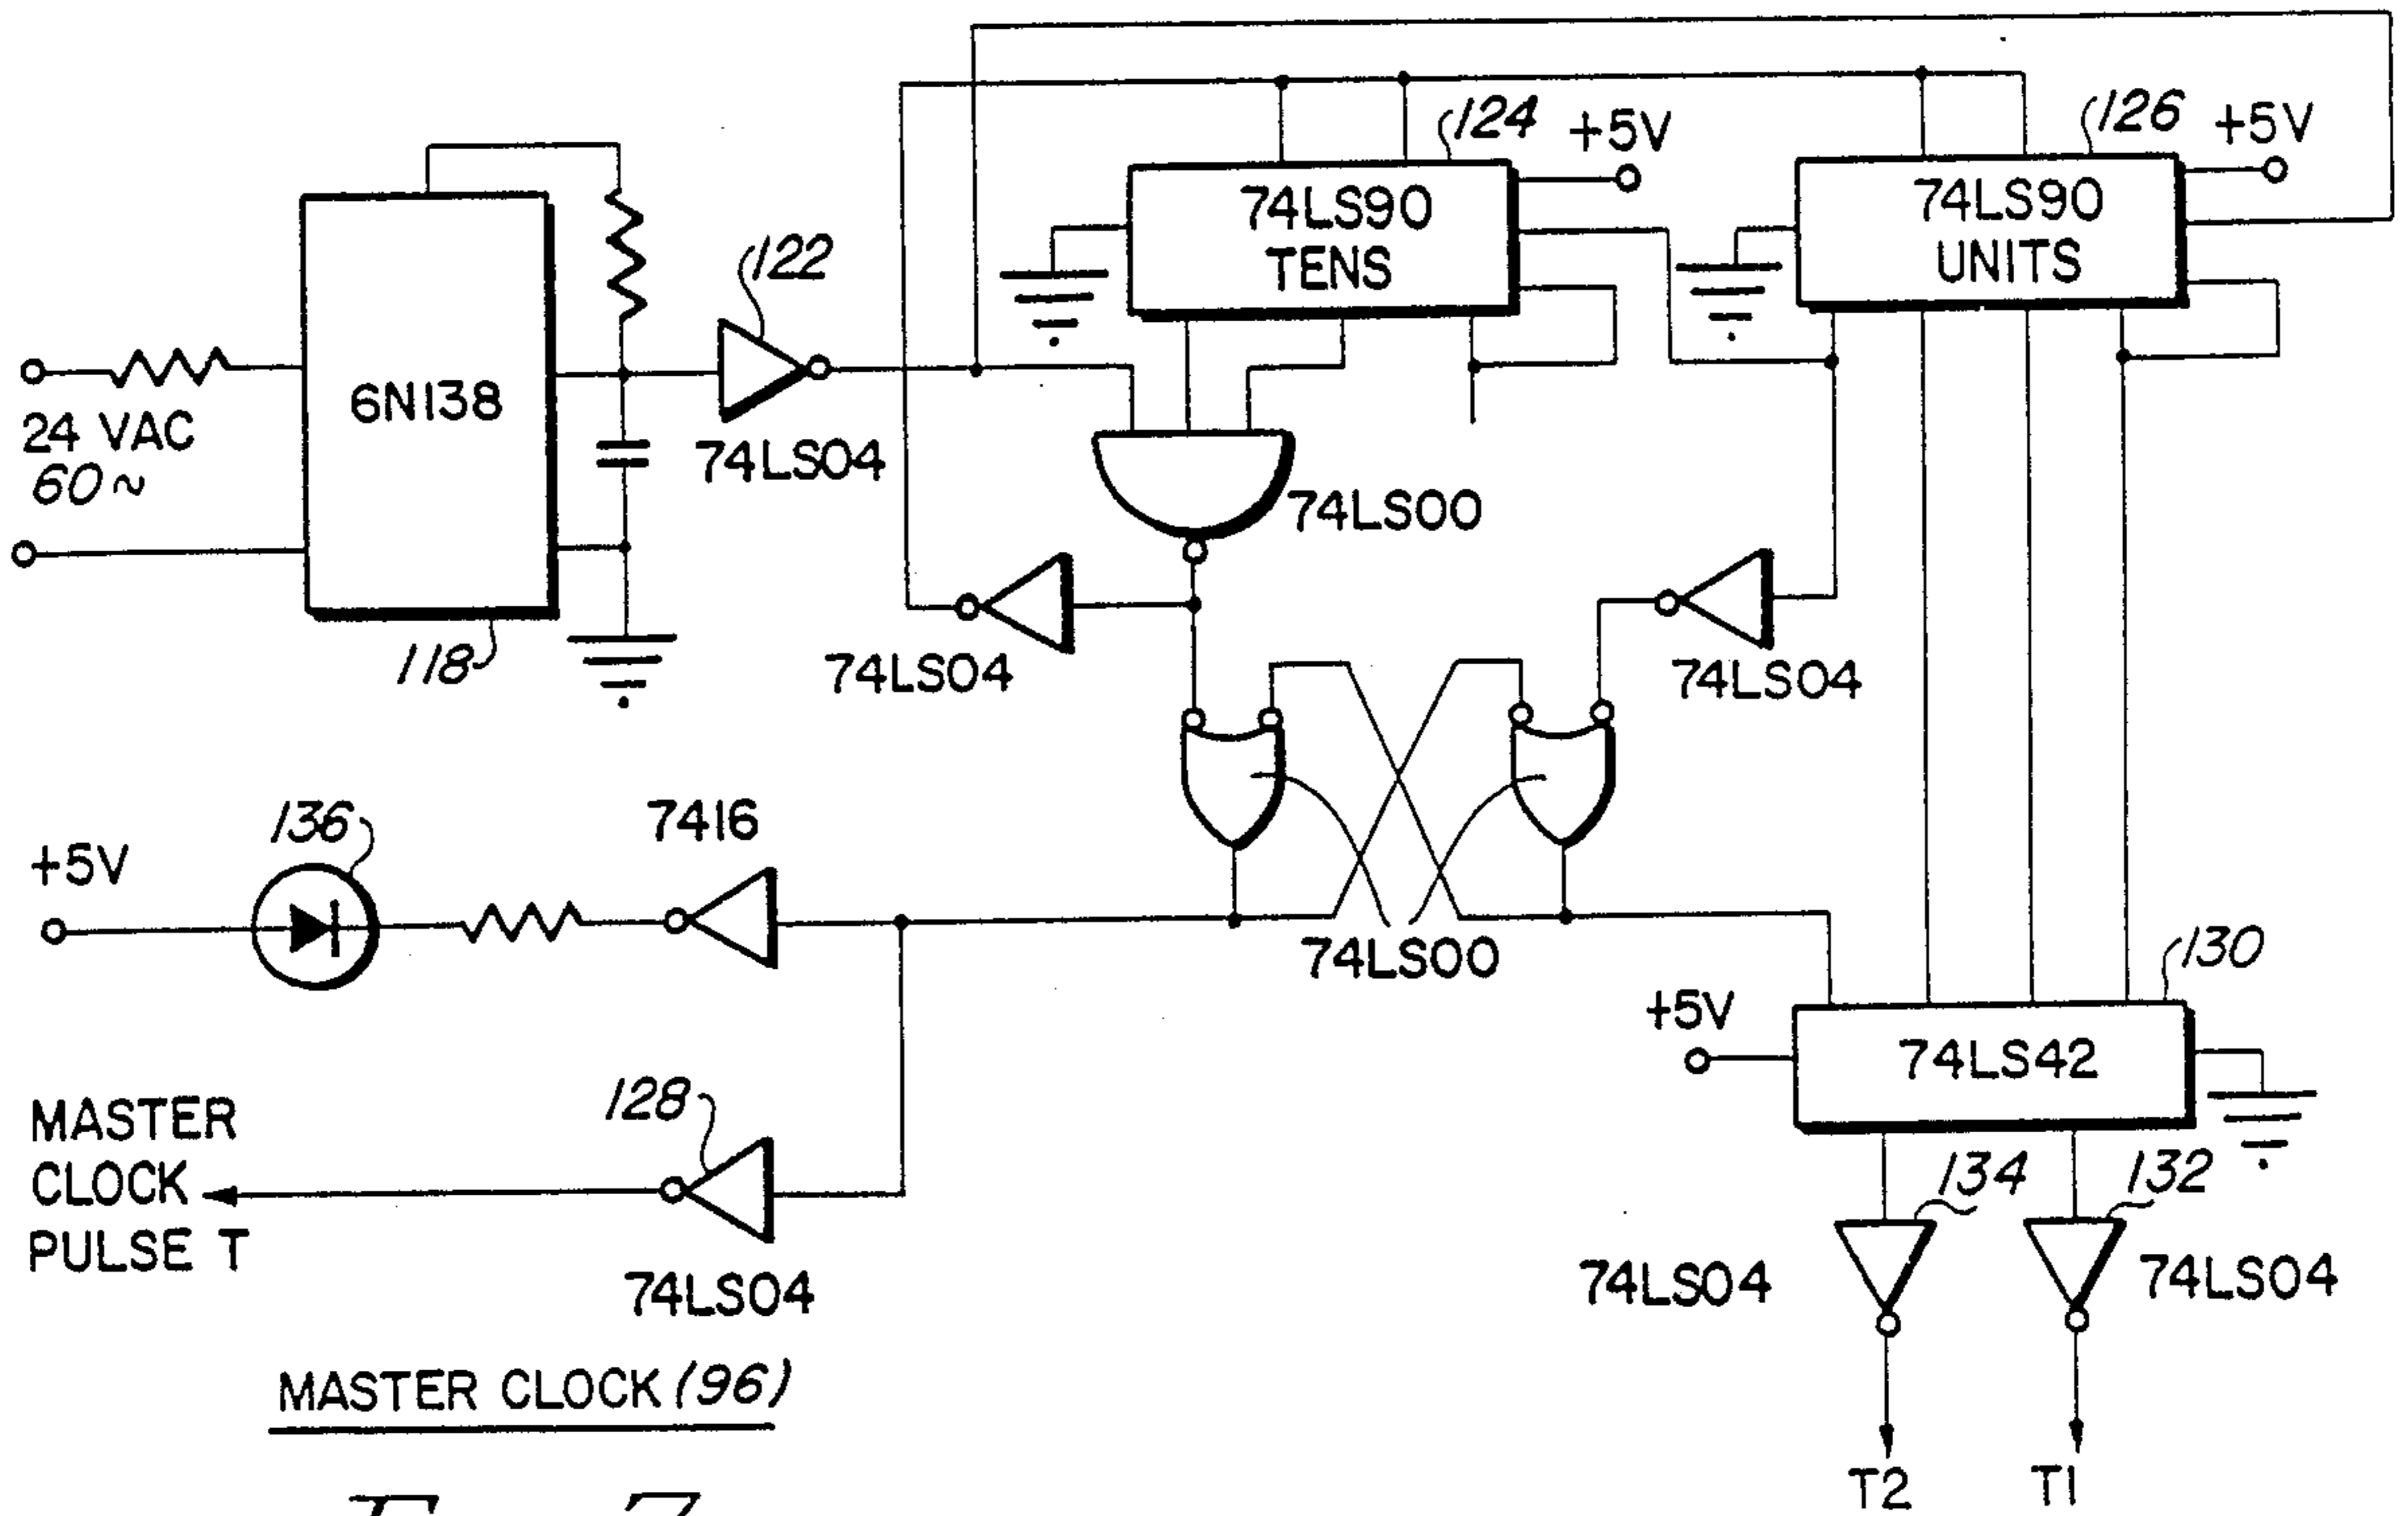 124
+5V
126
+5V
74LS90
TENS
74LS90
UNITS
122
24 VAC
60~
6N138
74LS04
74LS00
118
74LS04
74LS04
136
7416
+5V
74LS00
130
+5V
74LS42
MASTER
CLOCK
PULSE T
128
74LS04
134
132
74LS04
74LS04
MASTER CLOCK (96)
T2
T1